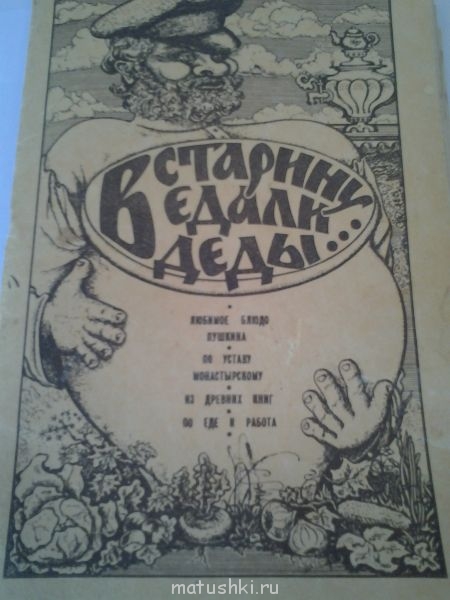 В СТАРИНУ
ЕДАЛИ
ДЕДЫ...
ЛЮБИМОЕ БЛЮДО
ПУШКИНА
ПО УСТАВУ
МОНАСТЫРСКОМУ
ИЗ ДРЕВНИХ КНИГ
ПО ЕДЕ И РАБОТА
matushki.ru